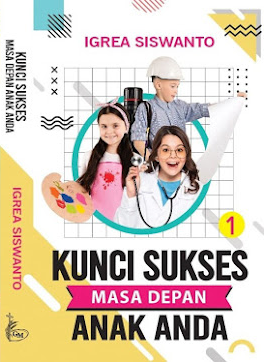 KUNCI SUKSES
MASA DEPAN ANAK ANDA
IGREA SISWANTO
IGREA SISWANTO
1
KUNCI SUKSES
MASA DEPAN
ANAK ANDA